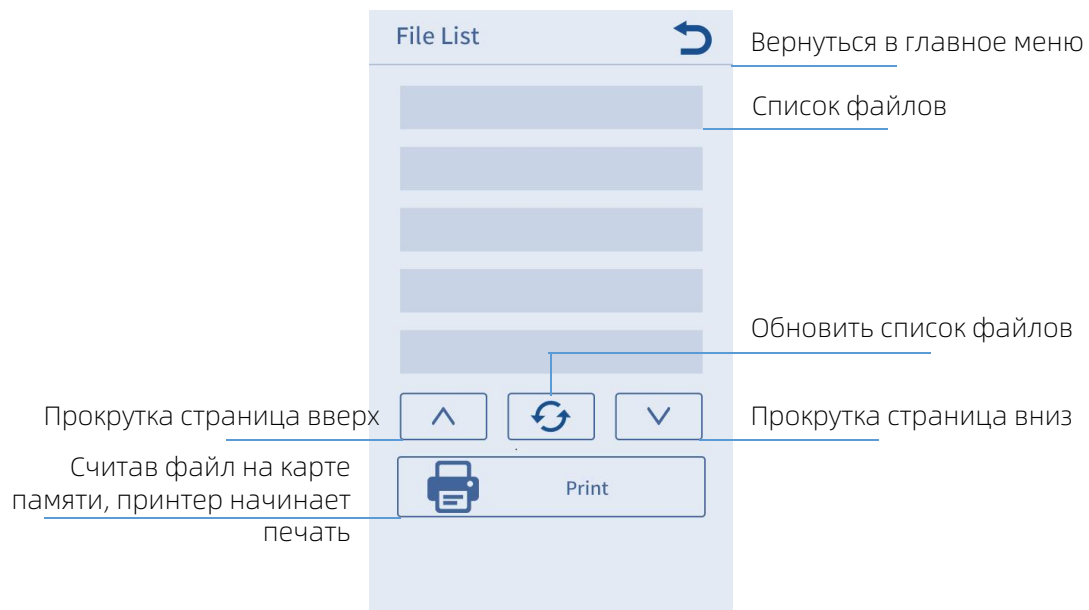 File List
Вернуться в главное меню
Список файлов
Обновить список файлов
Прокрутка страница вверх
Прокрутка страница вниз
Считав файл на карте
памяти, принтер начинает
печать
Print